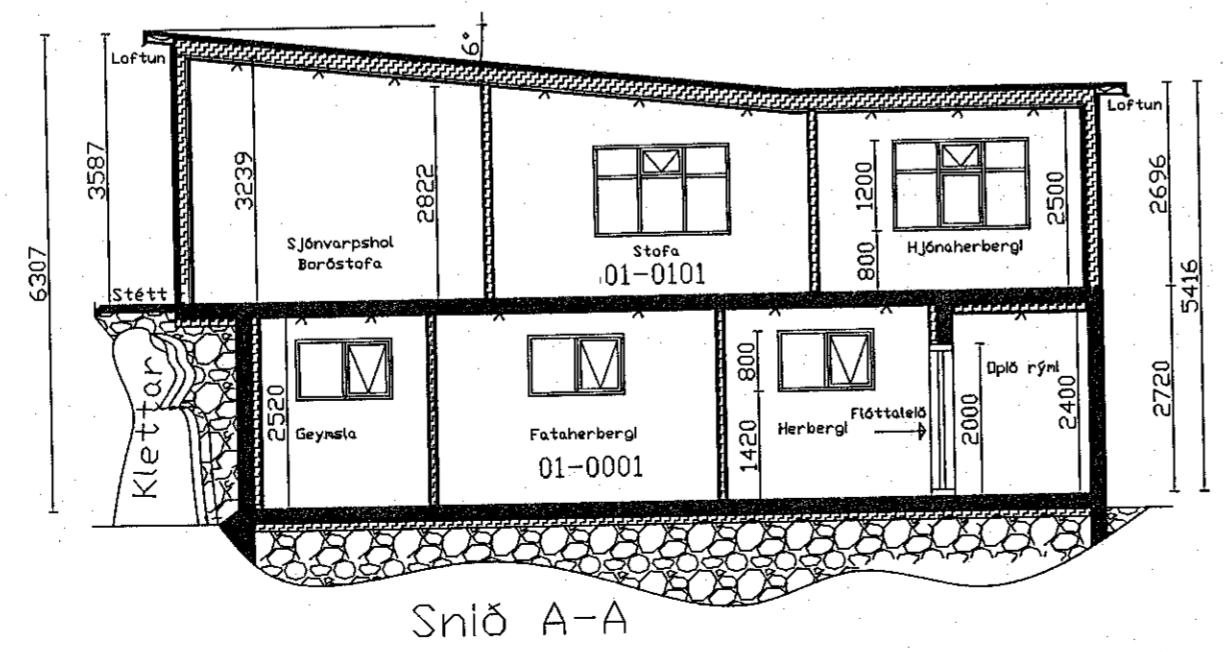 6°
Loftun
Loftun
3587
3239
2822
1200
2500
2696
Sjónvarpshol
Borðstofa
Stofa
01-0101
800
Hjónaherbergi
6307
5416
Stétt
Klettar
2520
800
Opið rými
2720
Geymsla
Fataherbergi
Herbergi
Flóttaleið
2000
2400
01-0001
1420
Snið A-A